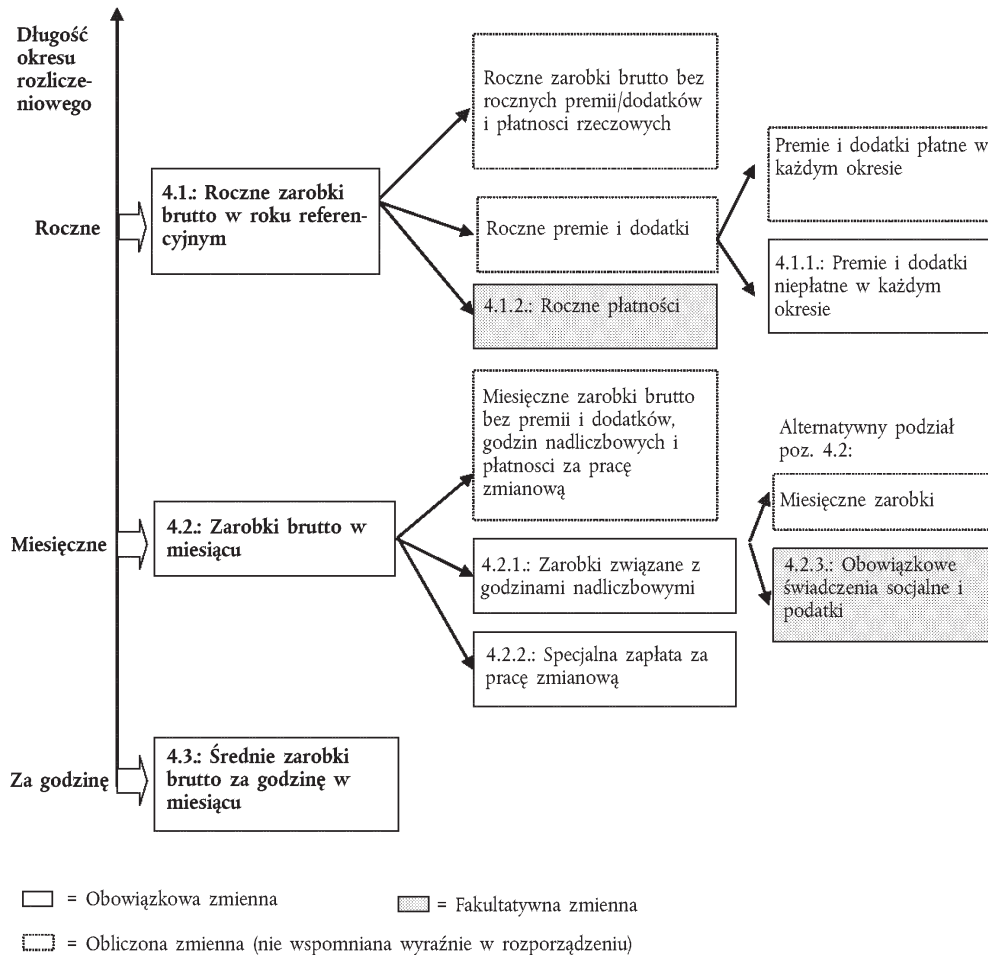 Długość
okresu
rozlicze-
niowego
Roczne
4.1.: Roczne zarobki
brutto w roku referen-
cyjnym
Roczne zarobki brutto bez
rocznych premii/dodatków
i płatnosci rzeczowych
Roczne premie i dodatki
4.1.2.: Roczne płatności
Premie i dodatki płatne w
każdym okresie
4.1.1.: Premie i dodatki
niepłatne w każdym
okresie
Miesięczne
4.2.: Zarobki brutto w
miesiącu
Miesięczne zarobki brutto
bez premii i dodatków,
godzin nadliczbowych i
płatnosci za pracę
zmianową
4.2.1.: Zarobki związane z
godzinami nadliczbowymi
4.2.2.: Specjalna zapłata za
pracę zmianową
Alternatywny podział
poz. 4.2:
Miesięczne zarobki
4.2.3.: Obowiązkowe
świadczenia socjalne i
podatki
Za godzinę
4.3.: Średnie zarobki
brutto za godzinę w
miesiącu
= Obowiązkowa zmienna
= Fakultatywna zmienna
= Obliczona zmienna (nie wspomniana wyraźnie w rozporządzeniu)